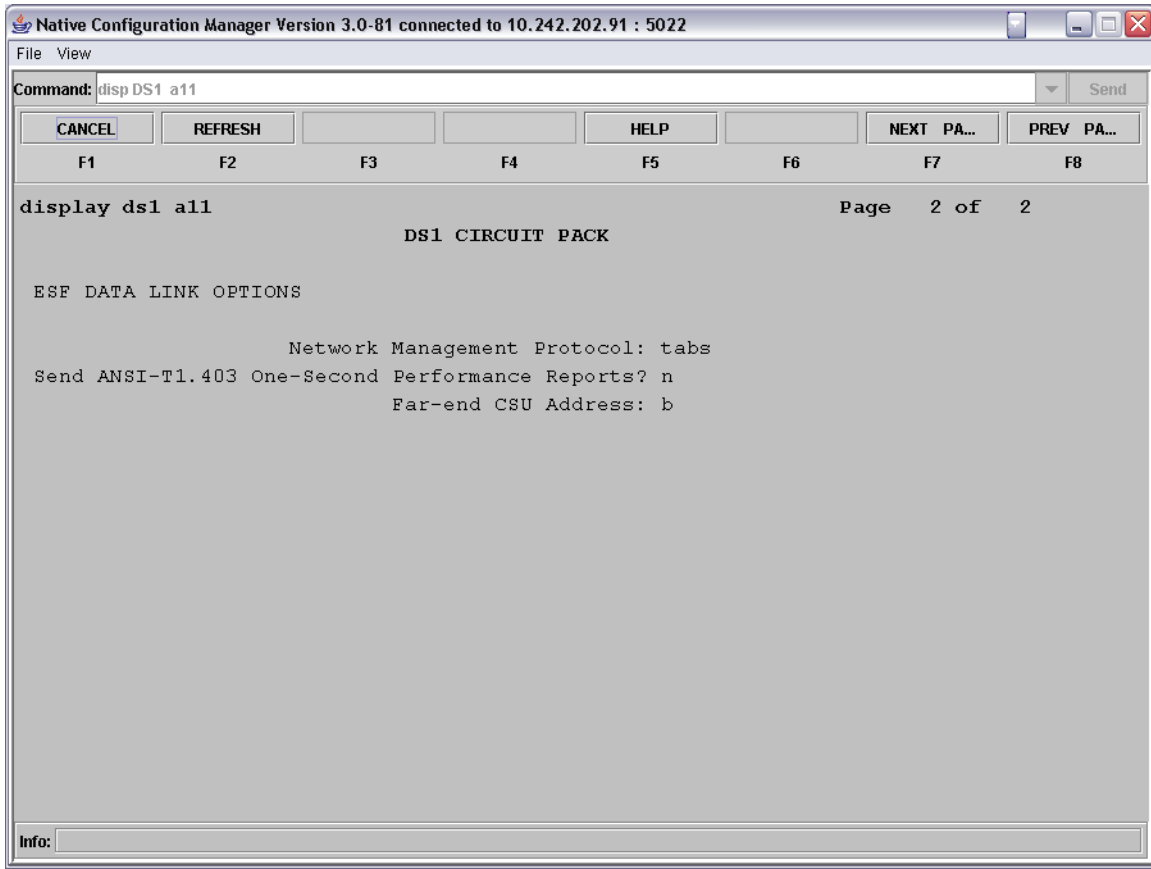 Native Configuration Manager Version 3.0-81 connected to 10.242.202.91 : 5022
File View
Command: disp DS1 a11 Send
CANCEL REFRESH HELP NEXT PA... PREV PA...
F1 F2 F3 F4 F5 F6 F7 F8
display ds1 a11 Page 2 of 2
DS1 CIRCUIT PACK
ESF DATA LINK OPTIONS
Network Management Protocol: tabs
Send ANSI-T1.403 One-Second Performance Reports? n
Far-end CSU Address: b
Info: